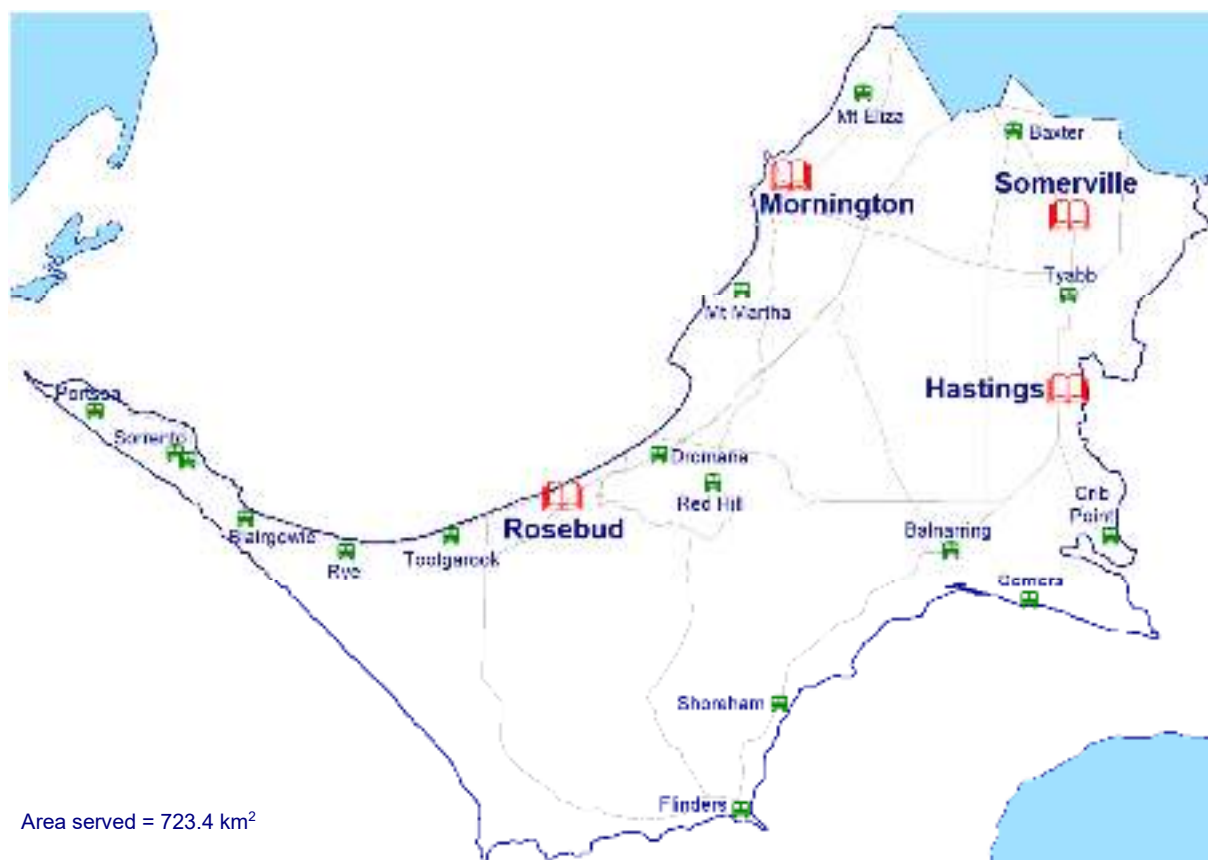 Mt Eliza
Baxter
Somerville
Mornington
Tyabb
Mt Martha
Hastings
Portsea
Sorrento
Dromana
Red Hill
Crib
Point
Rosebud
Balnarring
Blairgowie
Tootgarook
Rye
Somers
Shoreham
Flinders
Area served = 723.4 km²